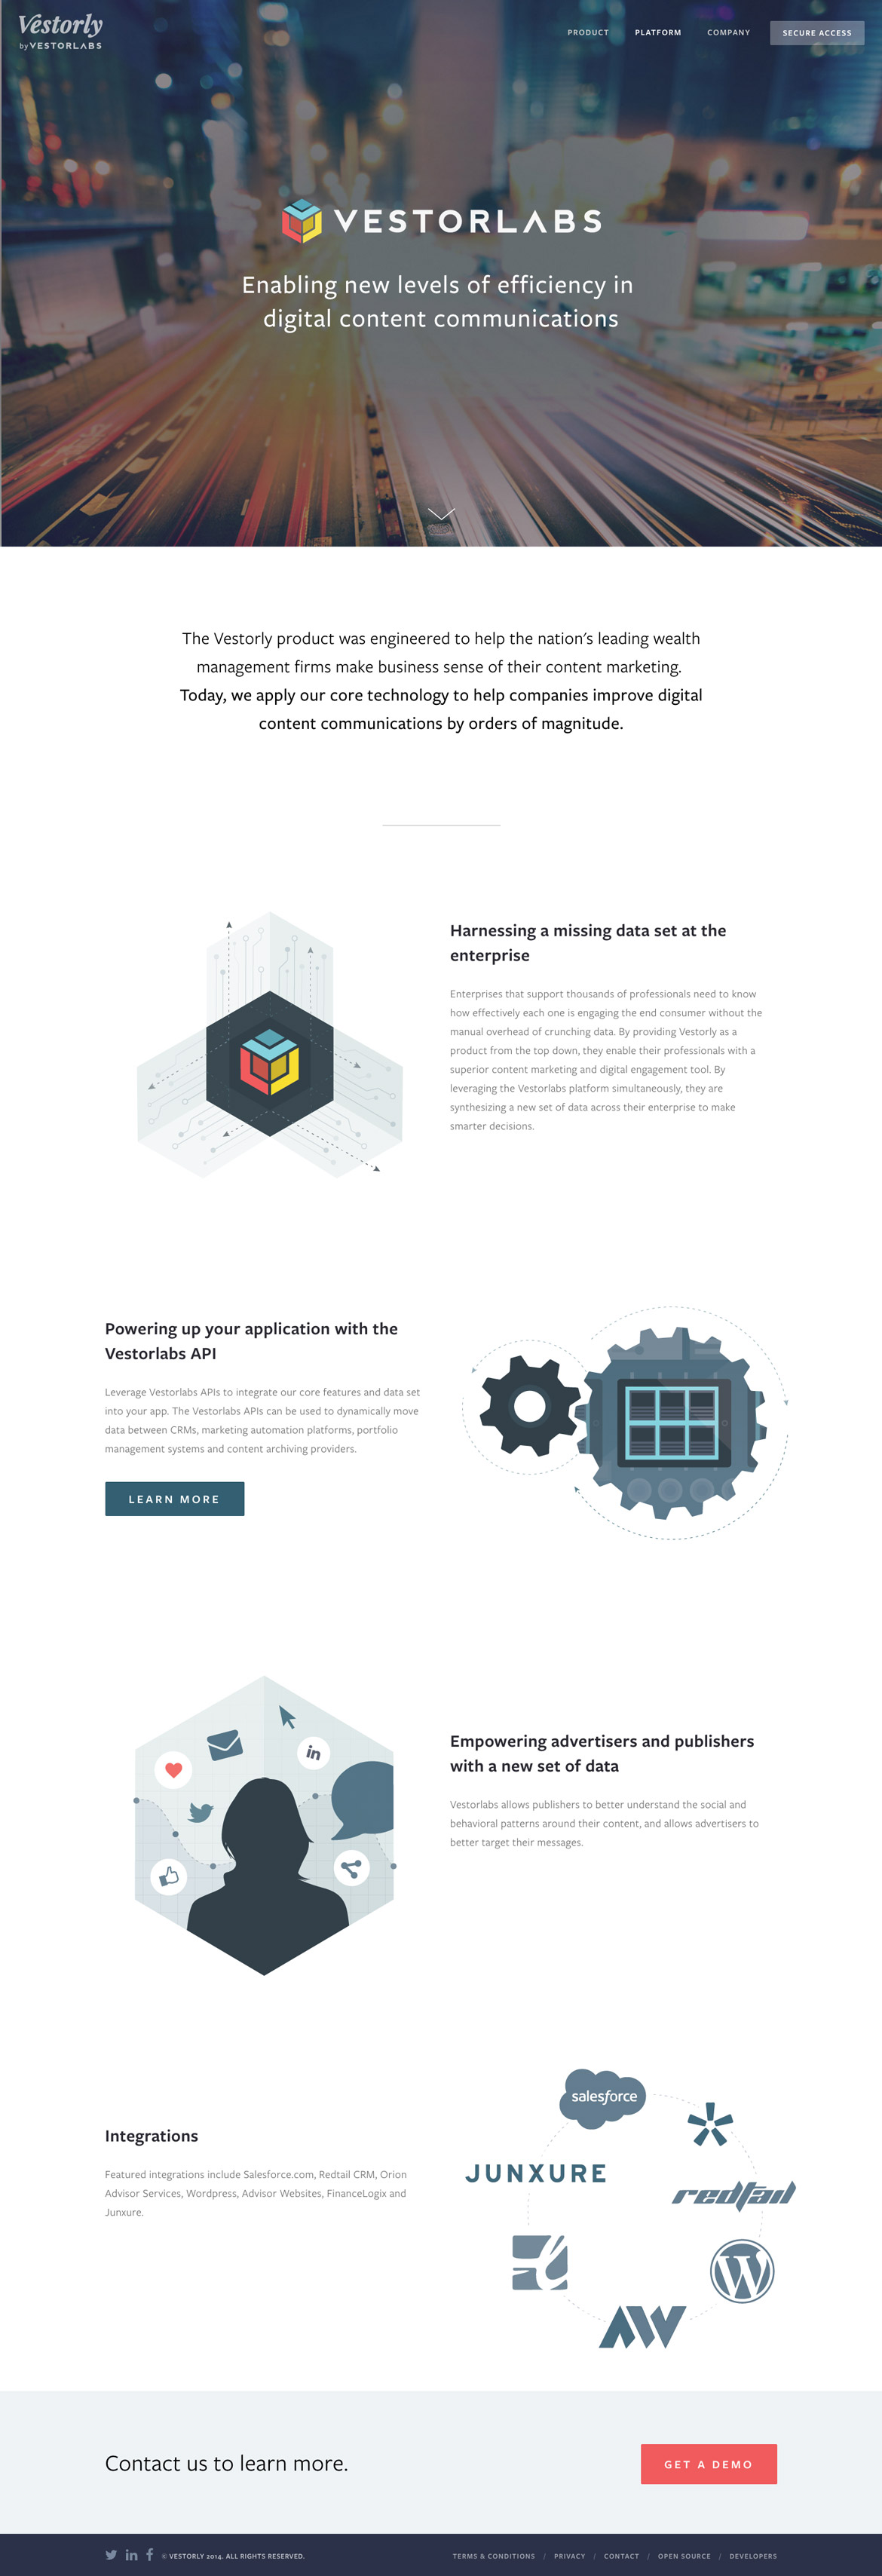 Vestorly
by VESTORLABS
PRODUCT
PLATFORM
COMPANY
SECURE ACCESS
VESTORLABS
Enabling new levels of efficiency in
digital content communications
The Vestorly product was engineered to help the nation's leading wealth
management firms make business sense of their content marketing.
Today, we apply our core technology to help companies improve digital
content communications by orders of magnitude.
Harnessing a missing data set at the
enterprise
Enterprises that support thousands of professionals need to know
how effectively each one is engaging the end consumer without the
manual overhead of crunching data. By providing Vestorly as a
product from the top down, they enable their professionals with a
superior content marketing and digital engagement tool. By
leveraging the Vestorlabs platform simultaneously, they are
synthesizing a new set of data across their enterprise to make
smarter decisions.
Powering up your application with the
Vestorlabs API
Leverage Vestorlabs APIs to integrate our core features and data set
into your app. The Vestorlabs APIs can be used to dynamically move
data between CRMs, marketing automation platforms, portfolio
management systems and content archiving providers.
LEARN MORE
in
Empowering advertisers and publishers
with a new set of data
Vestorlabs allows publishers to better understand the social and
behavioral patterns around their content, and allows advertisers to
better target their messages.
Integrations
Featured integrations include Salesforce.com, Redtail CRM, Orion
Advisor Services, Wordpress, Advisor Websites, FinanceLogix and
Junxure.
salesforce
JUNXURE
redtail
W
AW
Contact us to learn more.
GET A DEMO
in f © VESTORLY 2014. ALL RIGHTS RESERVED.
TERMS & CONDITIONS / PRIVACY / CONTACT / OPEN SOURCE / DEVELOPERS